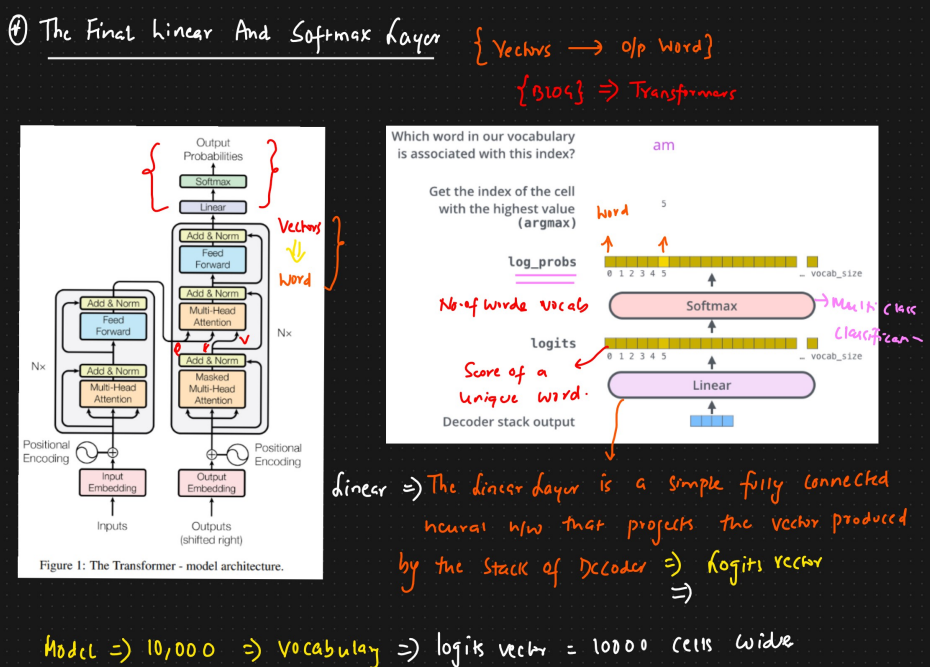 The Final Linear And Softmax Layer
{ Vectors → o/p Word}
{BLOG} ⇒ Transformers
Output
Probabilities
Softmax
Linear
Add & Norm
Feed
Forward
Add & Norm
Multi-Head
Attention
Add & Norm
Masked
Multi-Head
Attention
Nx
Add & Norm
Feed
Forward
Add & Norm
Multi-Head
Attention
Nx
Positional
Encoding
Positional
Encoding
Input
Embedding
Output
Embedding
Inputs
Outputs
(shifted right)
Figure 1: The Transformer - model architecture.
Vectors
Word
V
Which word in our vocabulary
is associated with this index?
am
Get the index of the cell
with the highest value
(argmax)
5
word
log_probs
0 1 2 3 4 5 ... vocab_size
No. of words vocab
Softmax
Multi class
logits
0 1 2 3 4 5 ... vocab_size
Score of a
unique word.
Linear
Decoder stack output
Linear ⇒ The Linear Layer is a simple fully connected
neural n/w that projects the vector produced
by the stack of Decoder ⇒ Logits vector
⇒
Model ⇒ 10,000 ⇒ vocabulary ⇒ logits vector = 10000 cells wide